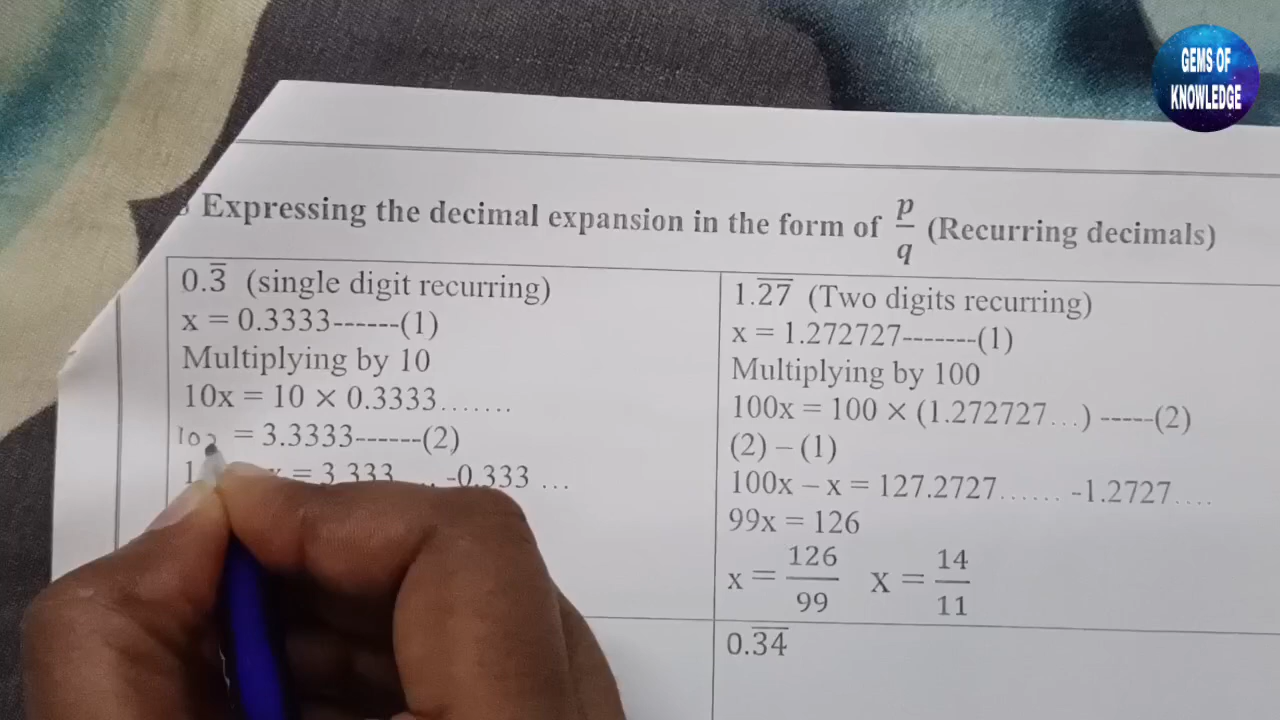 GEMS OF
KNOWLEDGE
Expressing the decimal expansion in the form of p/q (Recurring decimals)
0.3̅ (single digit recurring)
x = 0.3333------(1)
Multiplying by 10
10x = 10 × 0.3333.......
= 3.3333------(2)
= 3.333.... -0.333 ...
1.2̅7̅ (Two digits recurring)
x = 1.272727-------(1)
Multiplying by 100
100x = 100 × (1.272727...) -----(2)
(2) – (1)
100x – x = 127.2727...... -1.2727....
99x = 126
x = 126/99 x = 14/11
0.3̅4̅